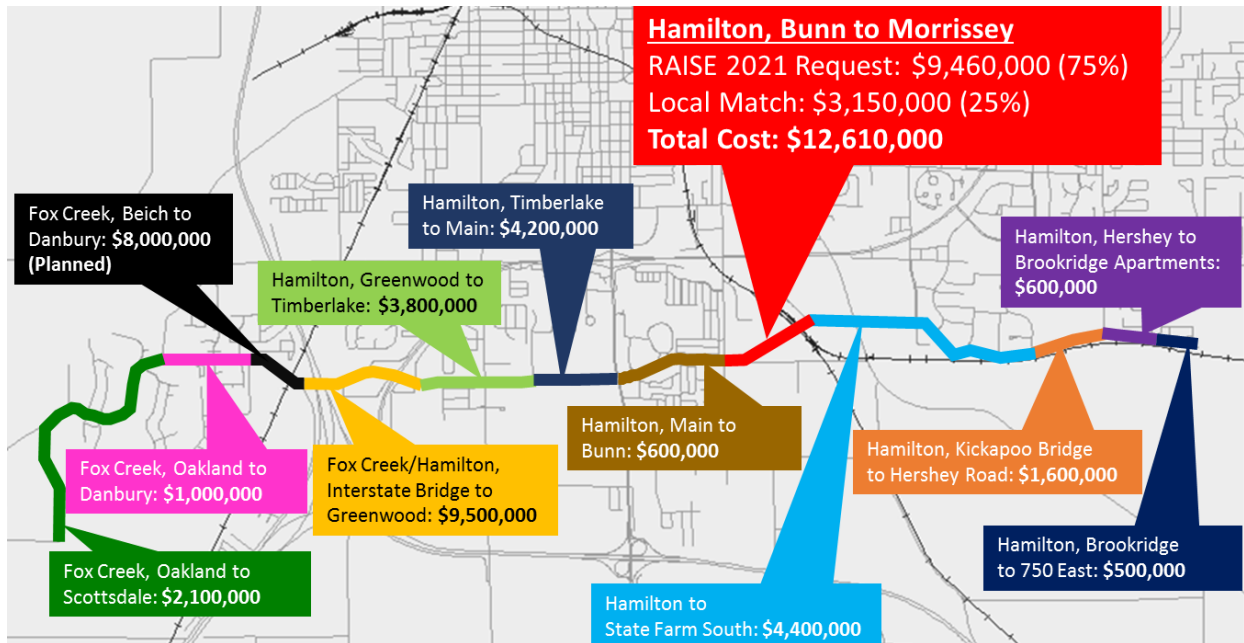 Hamilton, Bunn to Morrissey
RAISE 2021 Request: $9,460,000 (75%)
Local Match: $3,150,000 (25%)
Total Cost: $12,610,000
Fox Creek, Beich to
Danbury: $8,000,000
(Planned)
Hamilton, Timberlake
to Main: $4,200,000
Hamilton, Greenwood to
Timberlake: $3,800,000
Hamilton, Hershey to
Brookridge Apartments:
$600,000
Fox Creek, Oakland to
Danbury: $1,000,000
Fox Creek/Hamilton,
Interstate Bridge to
Greenwood: $9,500,000
Hamilton, Main to
Bunn: $600,000
Hamilton, Kickapoo Bridge
to Hershey Road: $1,600,000
Fox Creek, Oakland to
Scottsdale: $2,100,000
Hamilton to
State Farm South: $4,400,000
Hamilton, Brookridge
to 750 East: $500,000